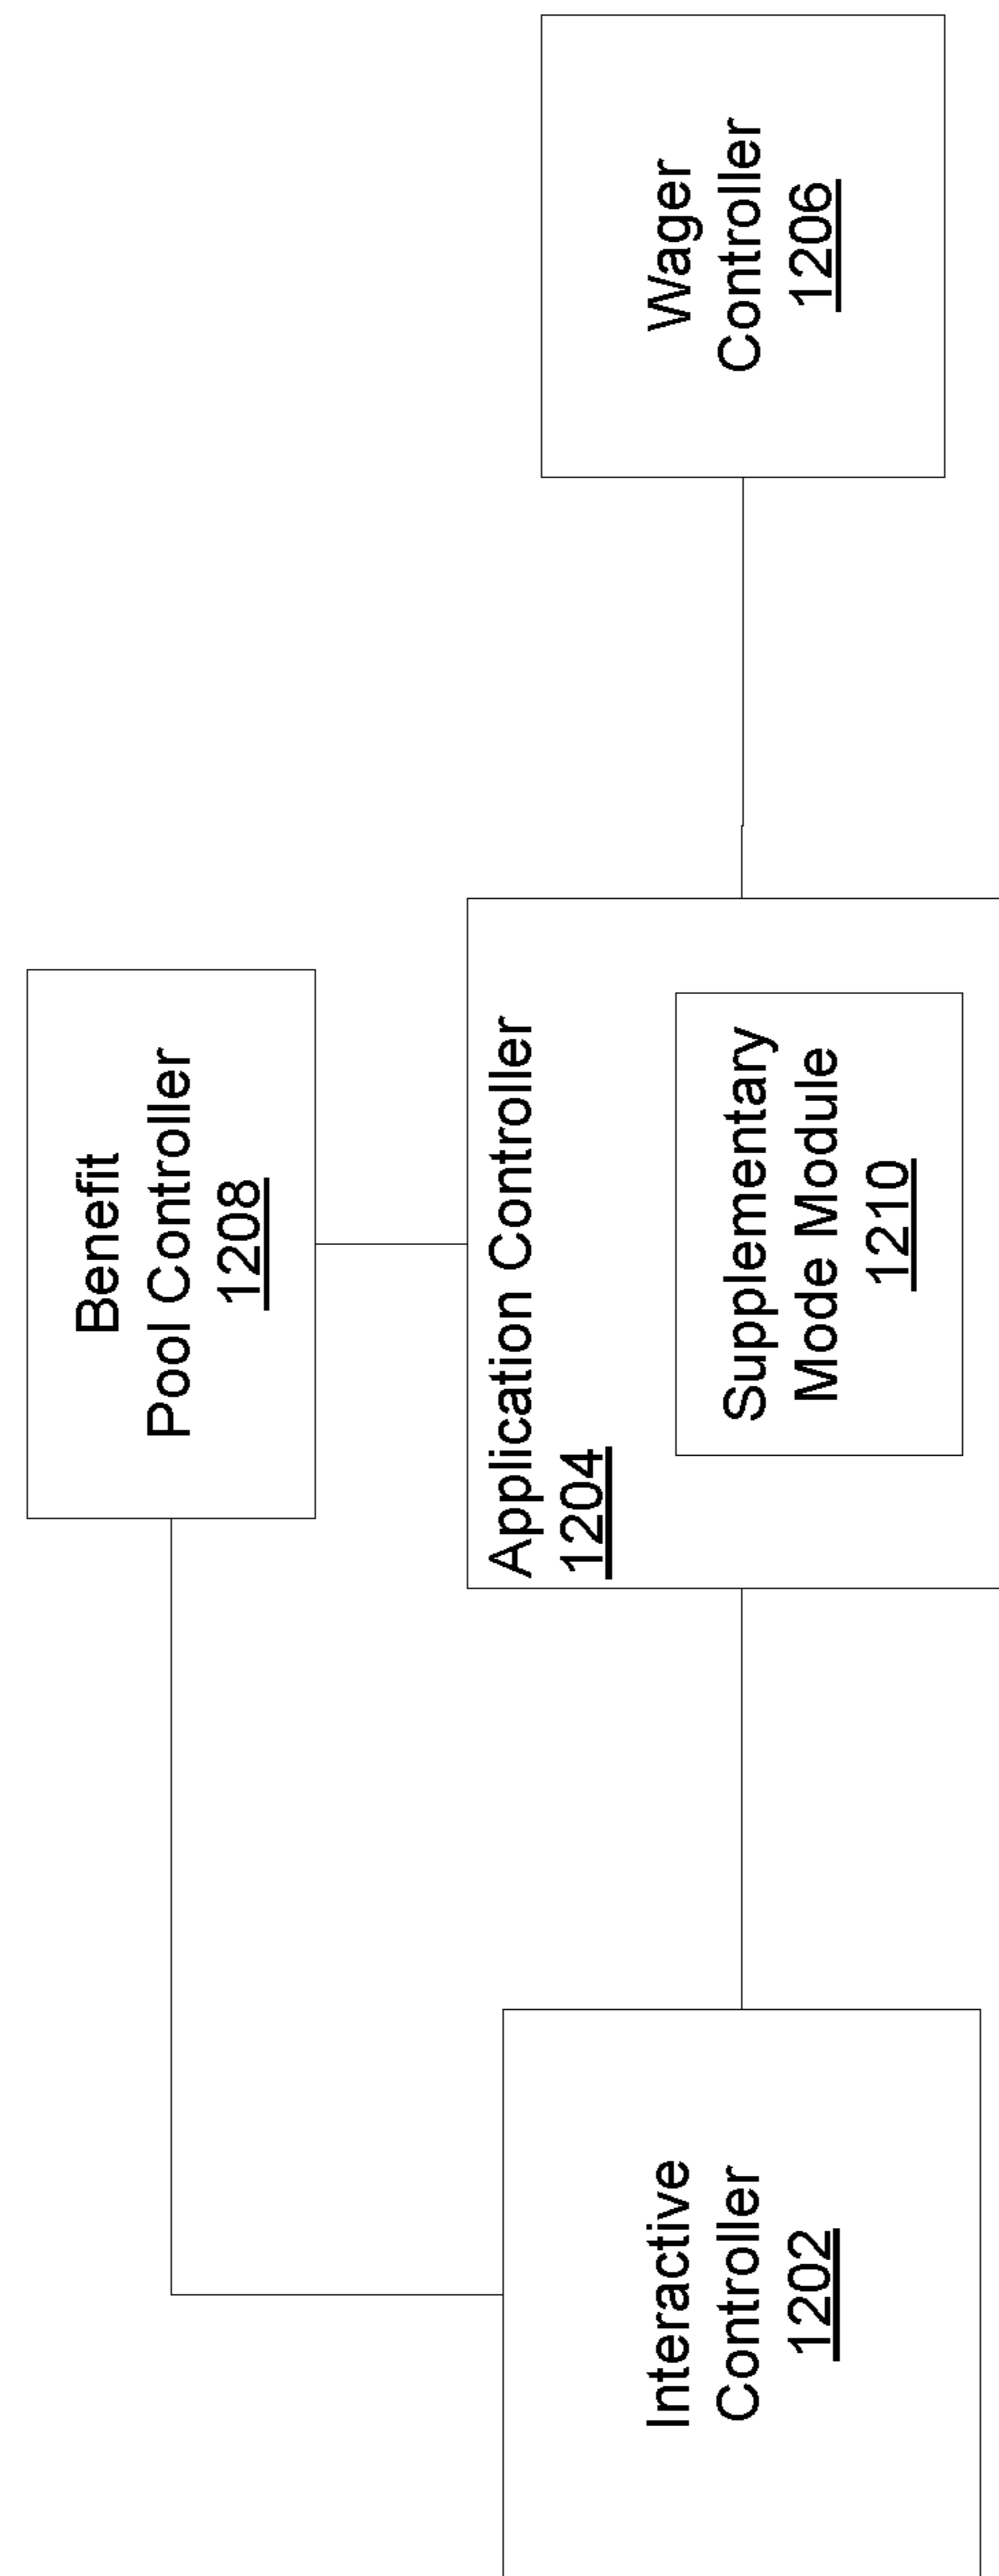 Benefit
Pool Controller
1208
Interactive
Controller
1202
Application Controller
1204
Supplementary
Mode Module
1210
Wager
Controller
1206